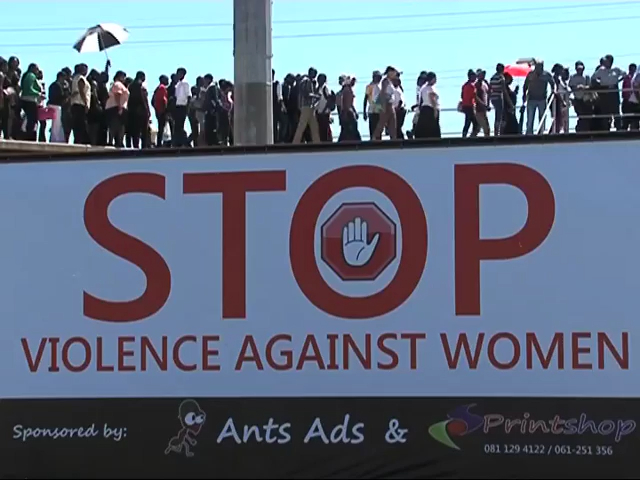 STOP
VIOLENCE AGAINST WOMEN
Sponsored by: Ants Ads & Printshop
081 129 4122 / 061-251 356